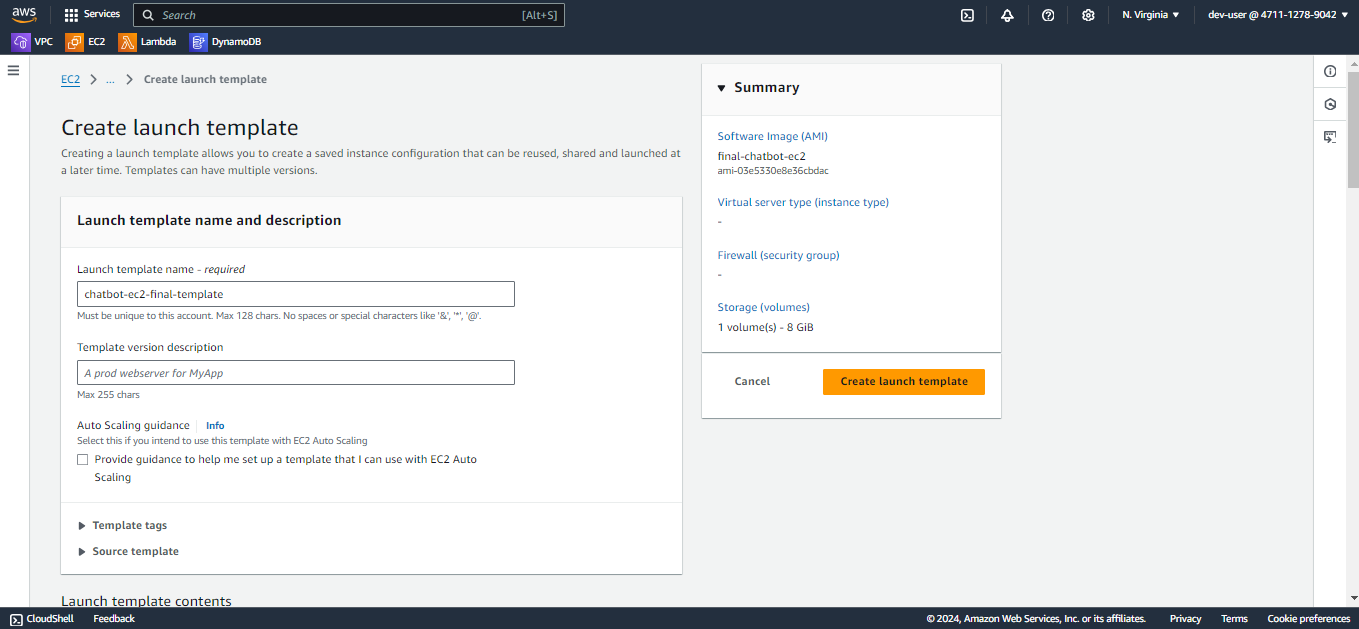 aws
Services
Search
[Alt+S]
N. Virginia
dev-user @ 4711-1278-9042
VPC
EC2
Lambda
DynamoDB
EC2
...
Create launch template
Create launch template
Creating a launch template allows you to create a saved instance configuration that can be reused, shared and launched at
a later time. Templates can have multiple versions.
Launch template name and description
Launch template name - required
chatbot-ec2-final-template
Must be unique to this account. Max 128 chars. No spaces or special characters like '&', '*', '@'.
Template version description
A prod webserver for MyApp
Max 255 chars
Auto Scaling guidance
Info
Select this if you intend to use this template with EC2 Auto Scaling
Provide guidance to help me set up a template that I can use with EC2 Auto
Scaling
Template tags
Source template
Launch template contents
Summary
Software Image (AMI)
final-chatbot-ec2
ami-03e5330e8e36cbdac
Virtual server type (instance type)
-
Firewall (security group)
-
Storage (volumes)
1 volume(s) - 8 GiB
Cancel
Create launch template
CloudShell
Feedback
© 2024, Amazon Web Services, Inc. or its affiliates.
Privacy
Terms
Cookie preferences